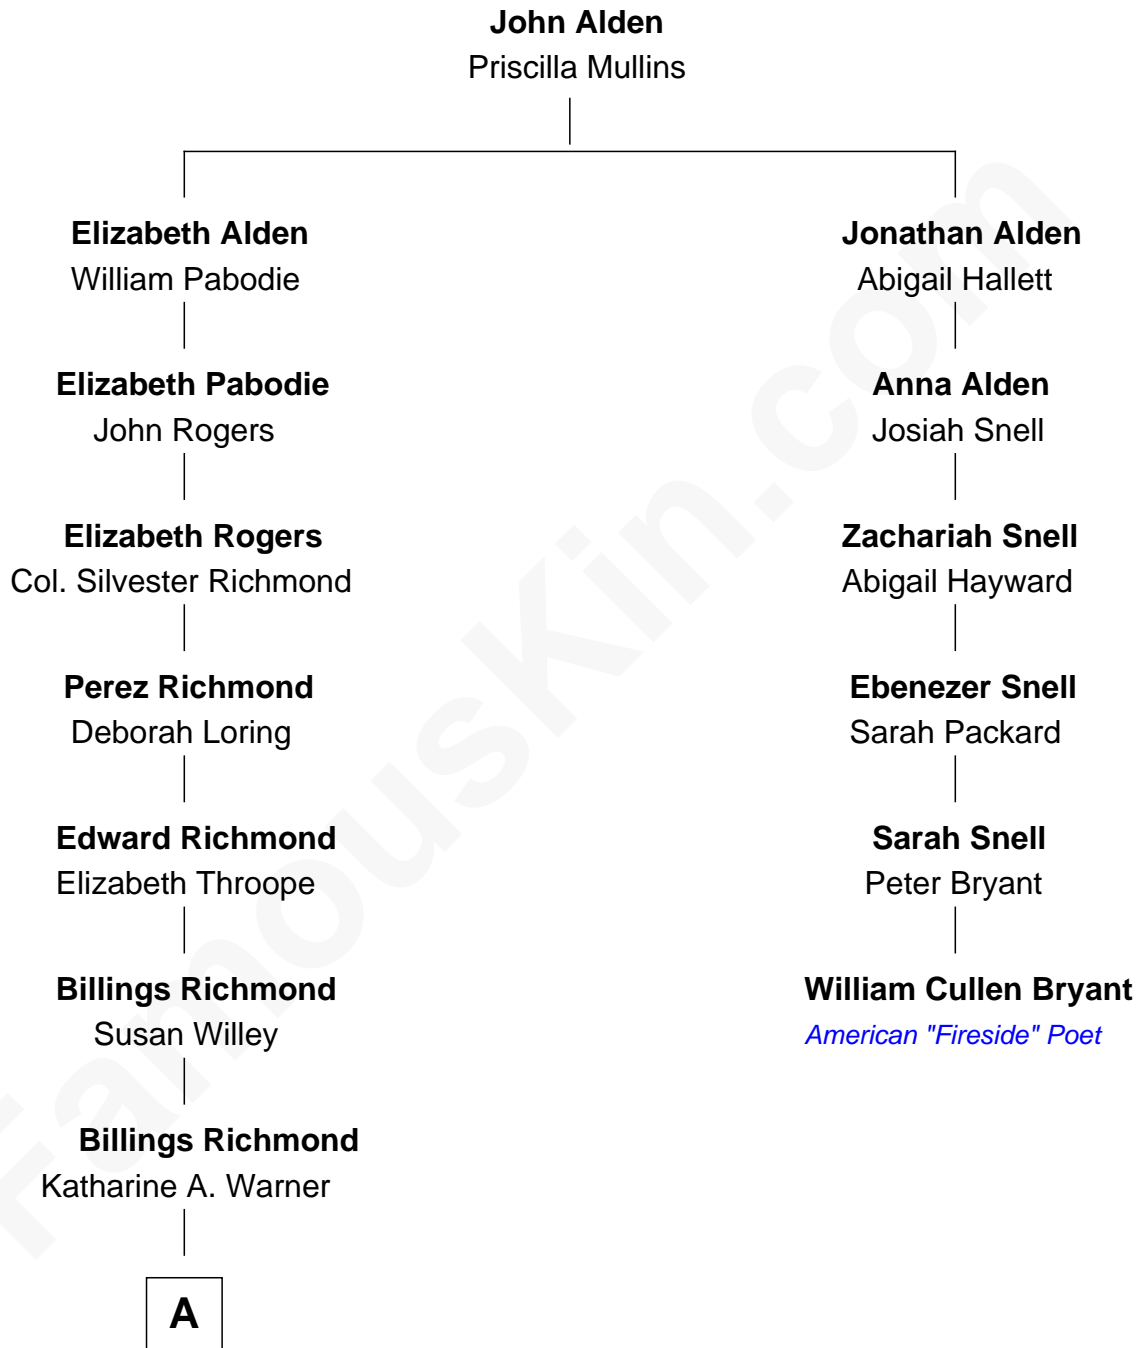 John Alden
Priscilla Mullins
Elizabeth Alden
William Pabodie
Jonathan Alden
Abigail Hallett
Elizabeth Pabodie
John Rogers
Anna Alden
Josiah Snell
Elizabeth Rogers
Col. Silvester Richmond
Zachariah Snell
Abigail Hayward
Perez Richmond
Deborah Loring
Ebenezer Snell
Sarah Packard
Edward Richmond
Elizabeth Throope
Sarah Snell
Peter Bryant
Billings Richmond
Susan Willey
William Cullen Bryant
American "Fireside" Poet
Billings Richmond
Katharine A. Warner
A
FamousKin.com